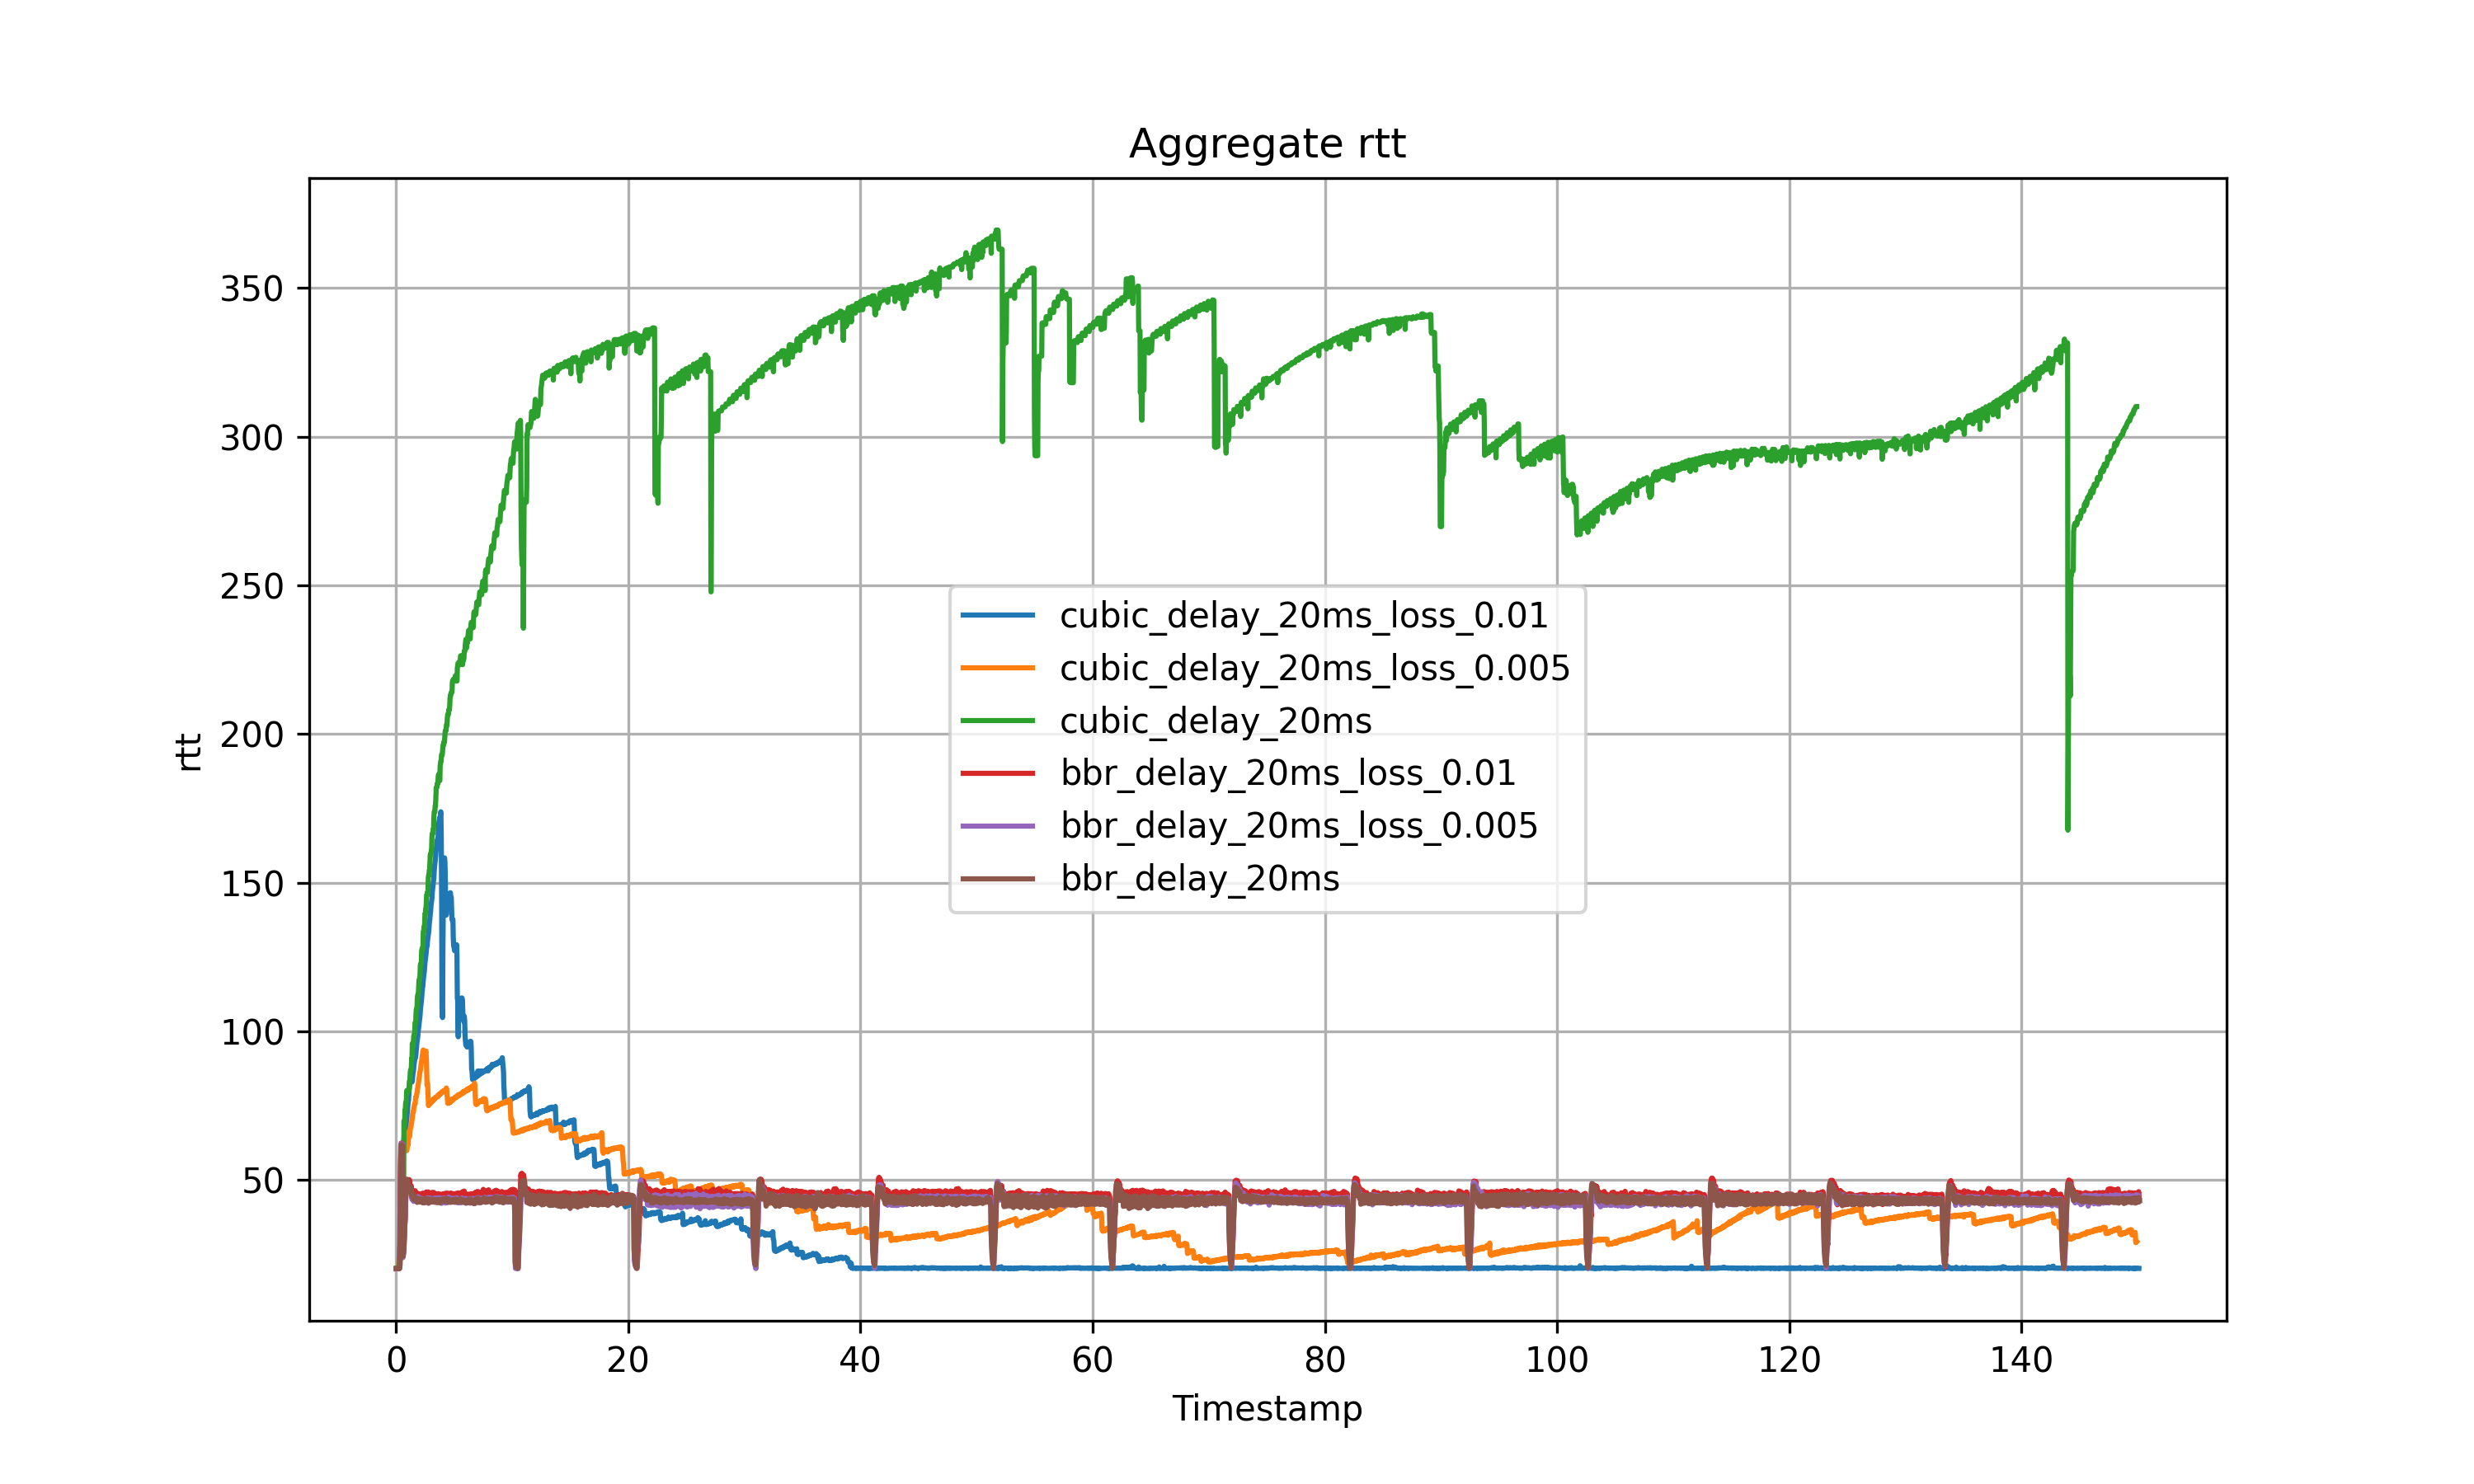 Aggregate rtt
350
300
250
200
150
100
50
rtt
cubic_delay_20ms_loss_0.01
cubic_delay_20ms_loss_0.005
cubic_delay_20ms
bbr_delay_20ms_loss_0.01
bbr_delay_20ms_loss_0.005
bbr_delay_20ms
0 20 40 60 80 100 120 140
Timestamp